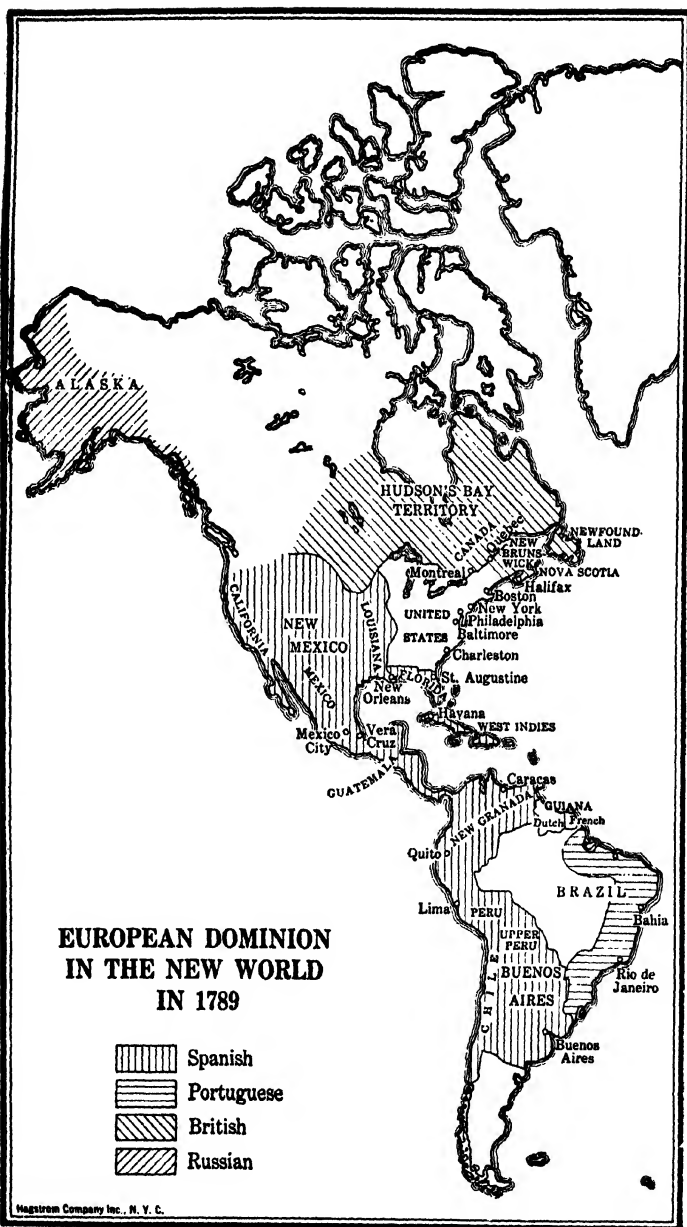 ALASKA
HUDSON'S BAY
TERRITORY
CANADA
Quebec
NEWFOUND-
LAND
NEW
BRUNS-
WICK
Montreal
NOVA SCOTIA
Halifax
Boston
New York
Philadelphia
Baltimore
UNITED
STATES
Charleston
CALIFORNIA
NEW
MEXICO
LOUISIANA
MEXICO
New
Orleans
FLORIDA
St. Augustine
Havana
WEST INDIES
Mexico
City
Vera
Cruz
GUATEMALA
Caracas
NEW GRANADA
GUIANA
Dutch
French
Quito
BRAZIL
Lima
PERU
Bahia
UPPER
PERU
BUENOS
AIRES
CHILE
Rio de
Janeiro
Buenos
Aires
EUROPEAN DOMINION
IN THE NEW WORLD
IN 1789
Spanish
Portuguese
British
Russian
Hagstrom Company Inc., N. Y. C.